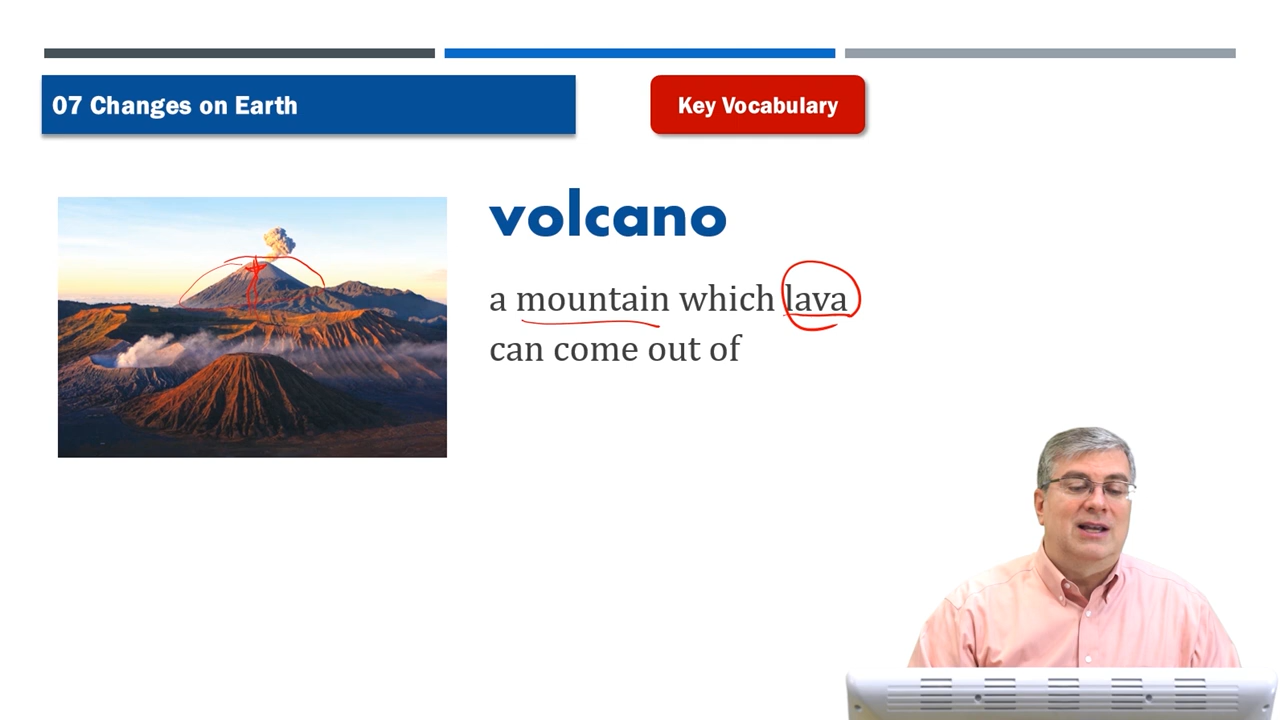 07 Changes on Earth
Key Vocabulary
volcano
a mountain which lava
can come out of